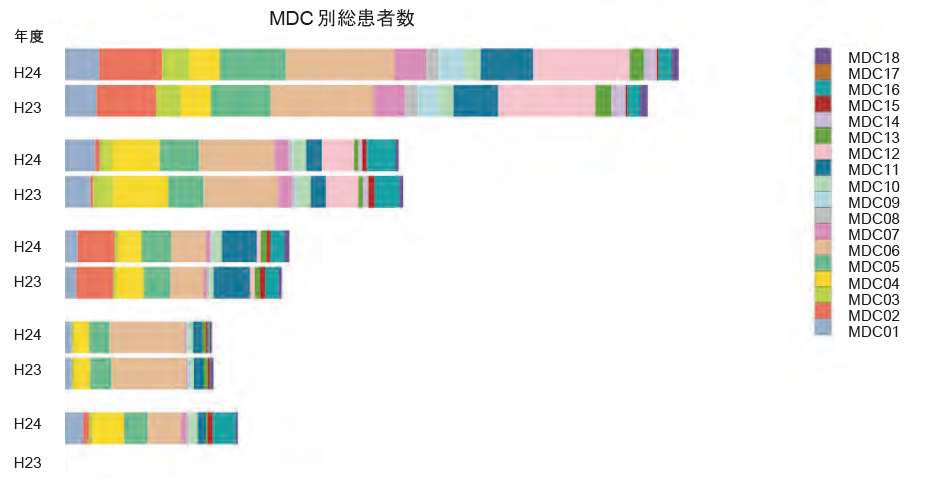 MDC 別総患者数
年度
H24
H23
H24
H23
H24
H23
H24
H23
H24
H23
MDC18
MDC17
MDC16
MDC15
MDC14
MDC13
MDC12
MDC11
MDC10
MDC09
MDC08
MDC07
MDC06
MDC05
MDC04
MDC03
MDC02
MDC01